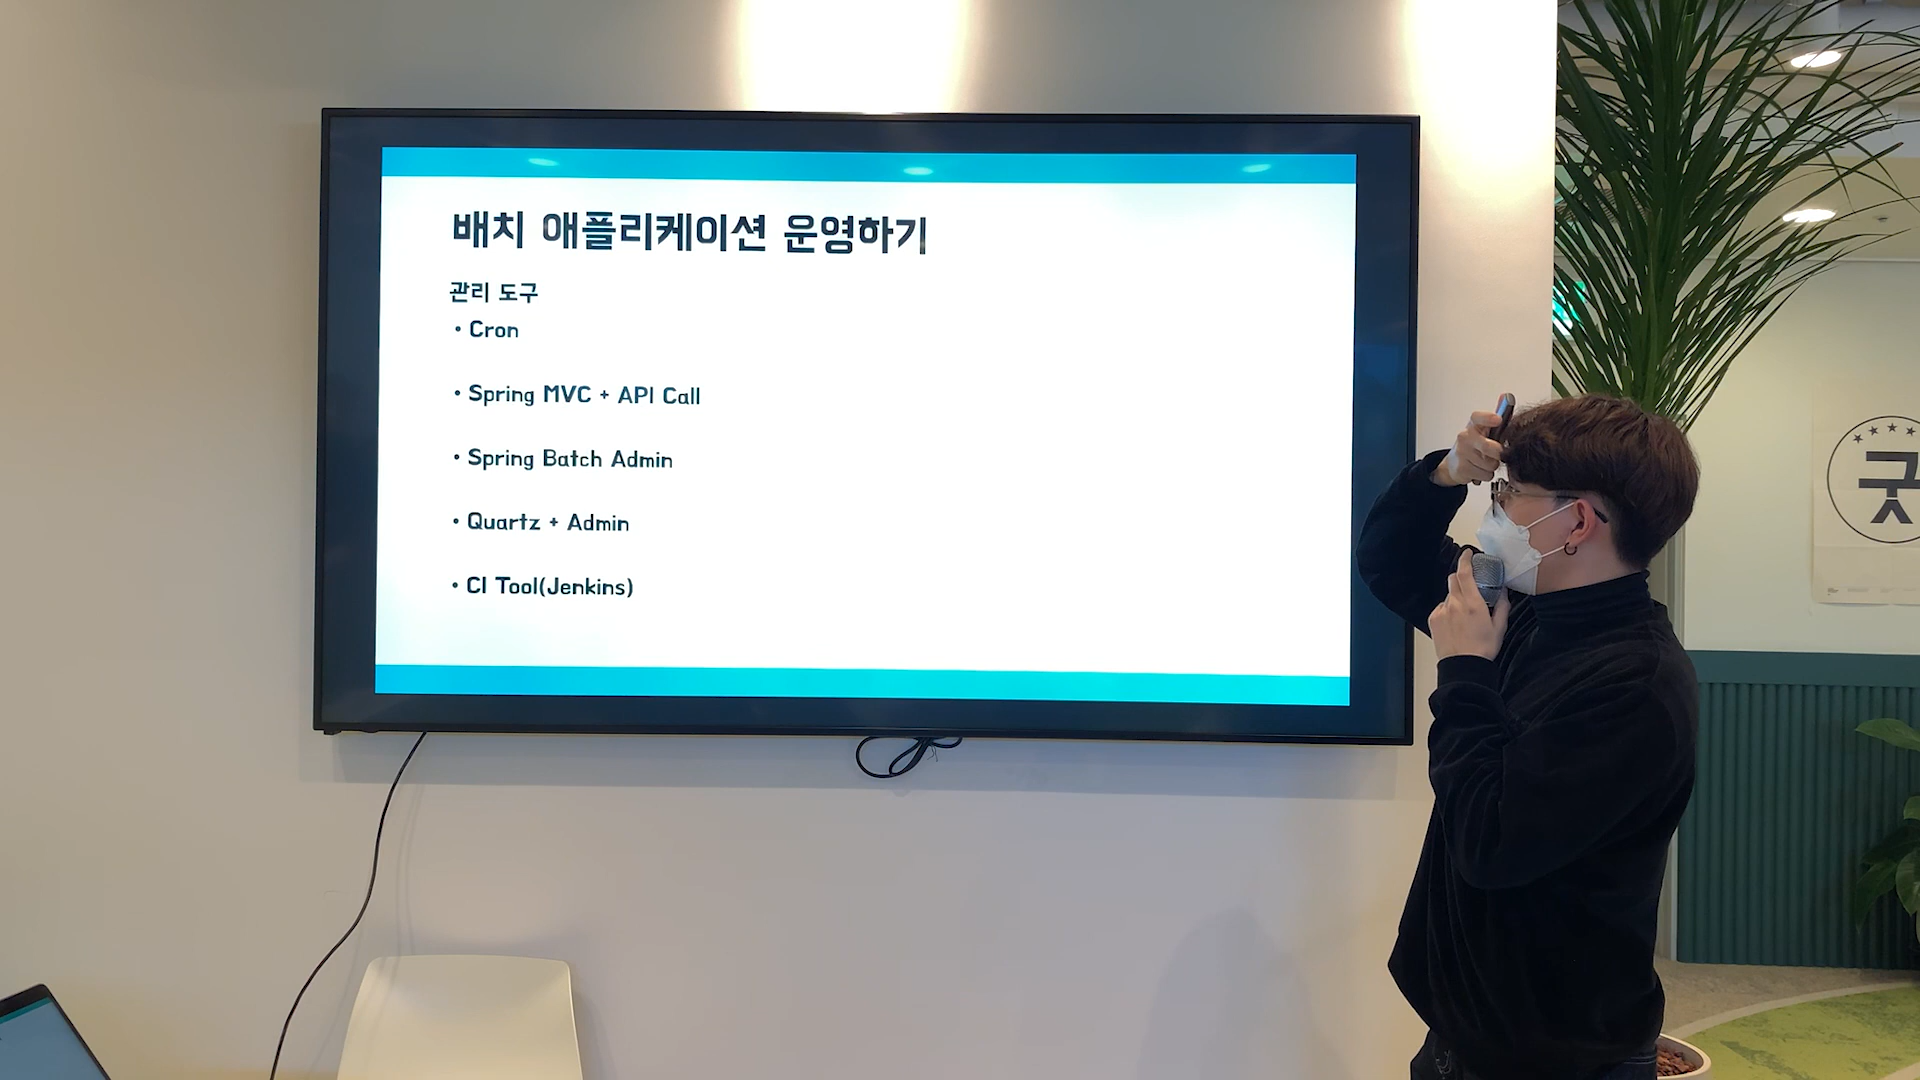 배치 애플리케이션 운영하기
관리 도구
• Cron
• Spring MVC + API Call
• Spring Batch Admin
• Quartz + Admin
• CI Tool(Jenkins)
굿